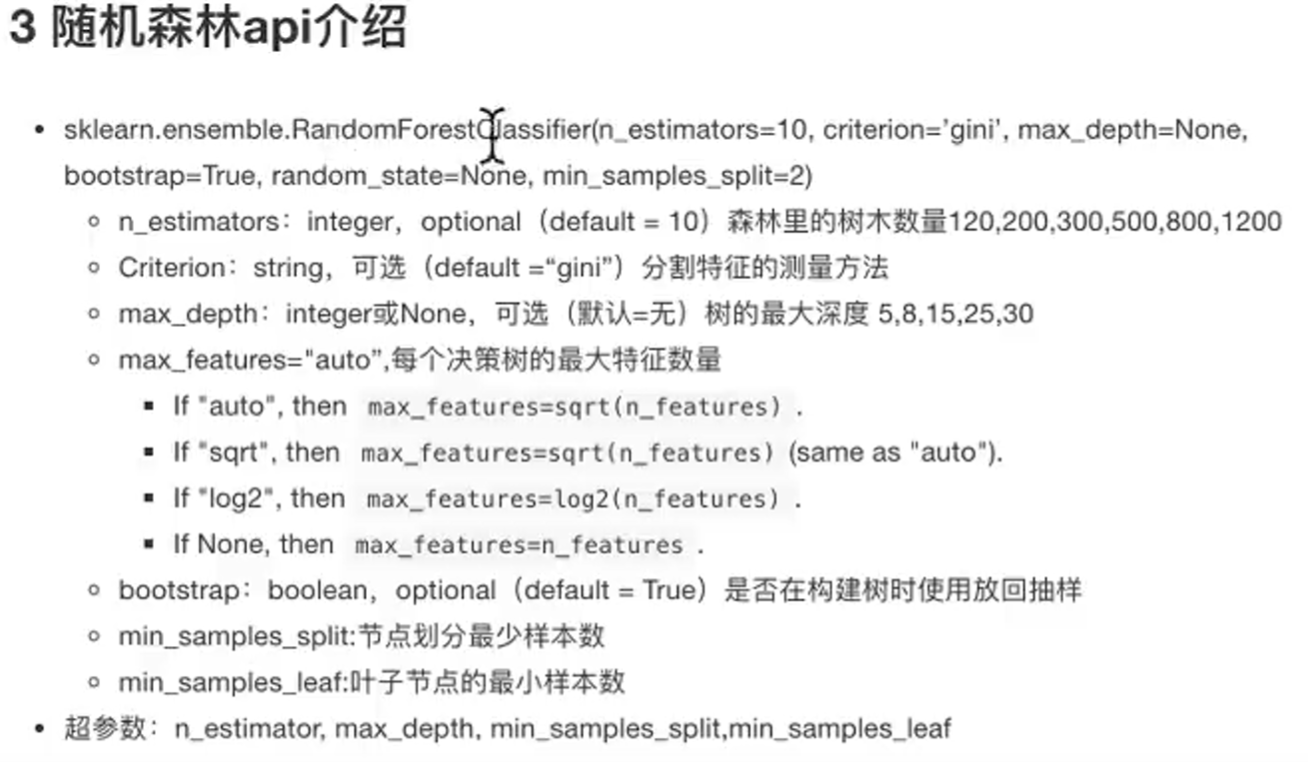 3 随机森林api介绍
sklearn.ensemble.RandomForestClassifier(n_estimators=10, criterion=’gini’, max_depth=None,
bootstrap=True, random_state=None, min_samples_split=2)
n_estimators：integer，optional（default = 10）森林里的树木数量120,200,300,500,800,1200
Criterion：string，可选（default =“gini”）分割特征的测量方法
max_depth：integer或None，可选（默认=无）树的最大深度 5,8,15,25,30
max_features="auto”,每个决策树的最大特征数量
If "auto", then max_features=sqrt(n_features) .
If "sqrt", then max_features=sqrt(n_features) (same as "auto").
If "log2", then max_features=log2(n_features) .
If None, then max_features=n_features .
bootstrap：boolean，optional（default = True）是否在构建树时使用放回抽样
min_samples_split:节点划分最少样本数
min_samples_leaf:叶子节点的最小样本数
超参数：n_estimator, max_depth, min_samples_split,min_samples_leaf